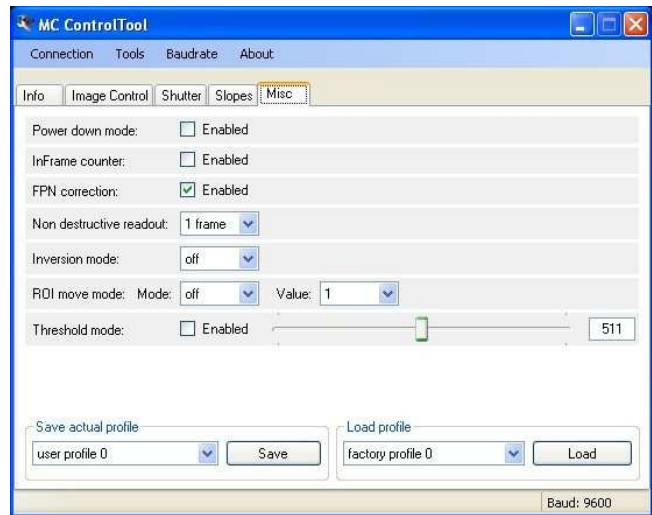 MC ControlTool
Connection Tools Baudrate About
Info Image Control Shutter Slopes Misc
Power down mode: Enabled
InFrame counter: Enabled
FPN correction: Enabled
Non destructive readout: 1 frame
Inversion mode: off
ROI move mode: Mode: off Value: 1
Threshold mode: Enabled 511
Save actual profile Load profile
user profile 0 Save factory profile 0 Load
Baud: 9600